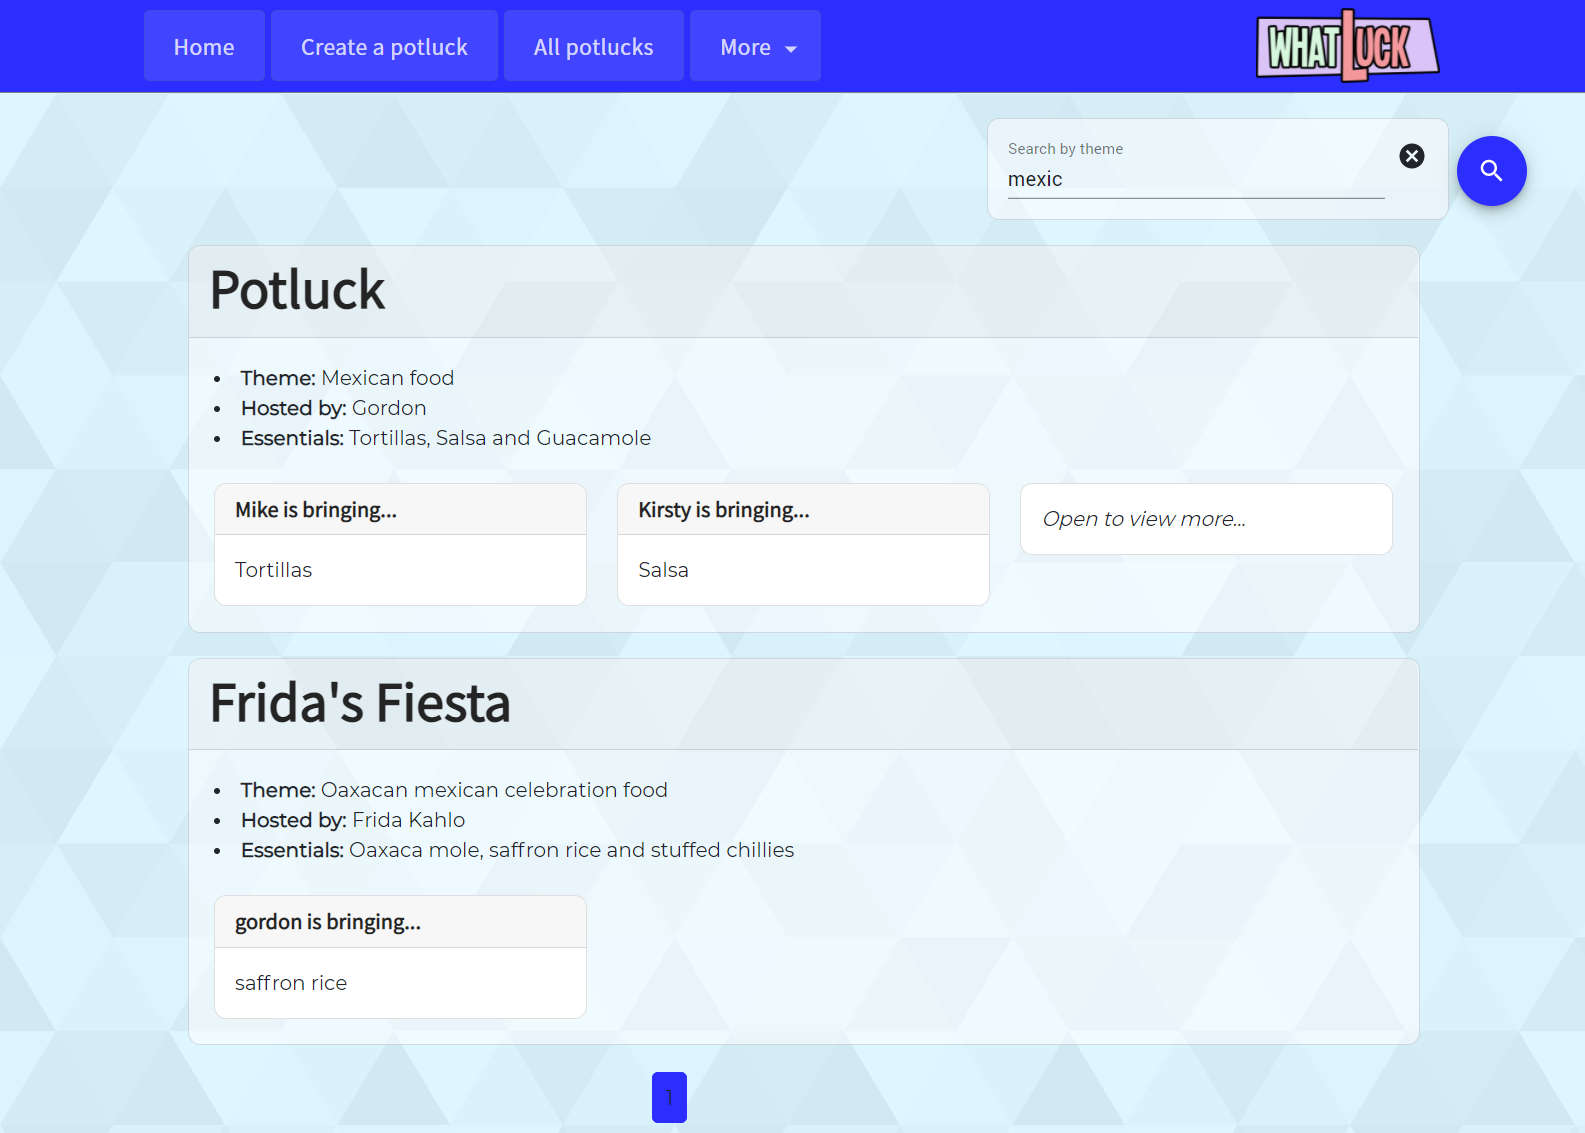 Home
Create a potluck
All potlucks
More
WHATLUCK
Search by theme
mexic
Potluck
Theme: Mexican food
Hosted by: Gordon
Essentials: Tortillas, Salsa and Guacamole
Mike is bringing...
Tortillas
Kirsty is bringing...
Salsa
Open to view more...
Frida's Fiesta
Theme: Oaxacan mexican celebration food
Hosted by: Frida Kahlo
Essentials: Oaxaca mole, saffron rice and stuffed chillies
gordon is bringing...
saffron rice
1